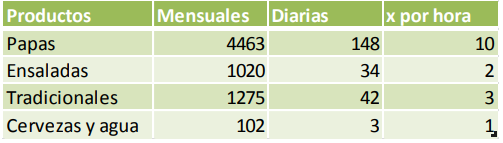 Productos Mensuales Diarias x por hora
Papas 4463 148 10
Ensaladas 1020 34 2
Tradicionales 1275 42 3
Cervezas y agua 102 3 1